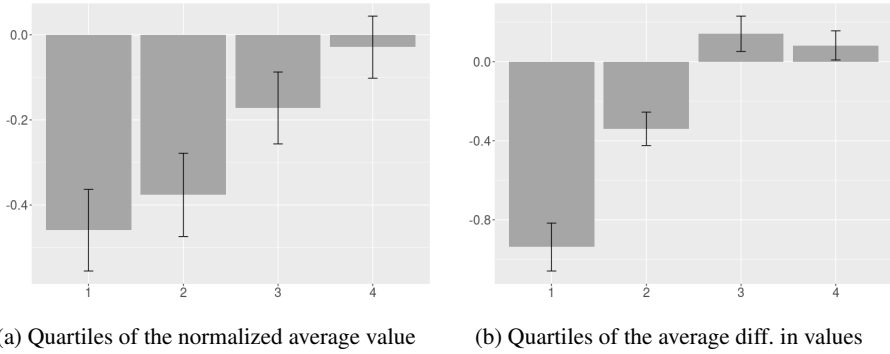 0.0
-0.2
-0.4
1 2 3 4
0.0
-0.4
-0.8
1 2 3 4
(a) Quartiles of the normalized average value
(b) Quartiles of the average diff. in values